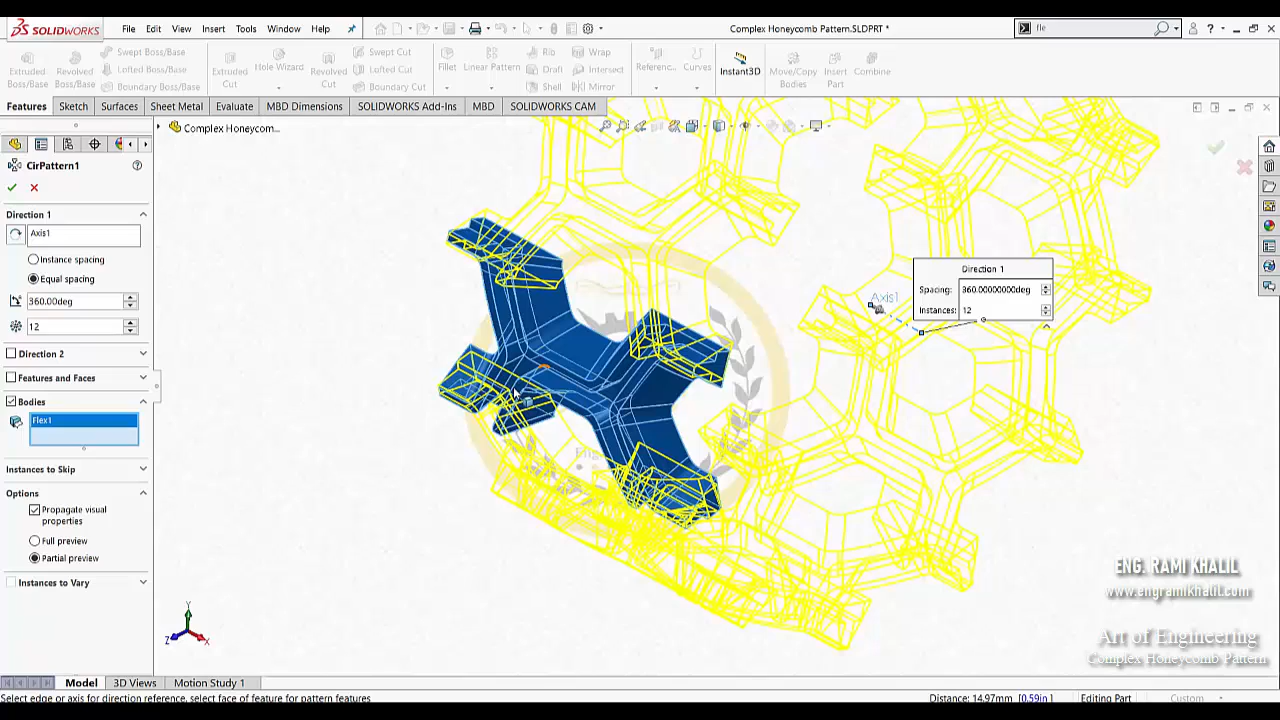 SOLIDWORKS
File Edit View Insert Tools Window Help
Complex Honeycomb Pattern.SLDPRT *
fle
Extruded Boss/Base
Revolved Boss/Base
Swept Boss/Base
Lofted Boss/Base
Boundary Boss/Base
Extruded Cut
Hole Wizard
Revolved Cut
Swept Cut
Lofted Cut
Boundary Cut
Fillet
Linear Pattern
Rib
Draft
Shell
Wrap
Intersect
Mirror
Referenc...
Curves
Instant3D
Move/Copy Bodies
Insert Part
Combine
Features Sketch Surfaces Sheet Metal Evaluate MBD Dimensions SOLIDWORKS Add-Ins MBD SOLIDWORKS CAM
Complex Honeycom...
CirPattern1
Direction 1
Axis1
Instance spacing
Equal spacing
360.00deg
12
Direction 2
Features and Faces
Bodies
Flex1
Instances to Skip
Options
Propagate visual
properties
Full preview
Partial preview
Instances to Vary
Axis1
Direction 1
Spacing: 360.00000000deg
Instances: 12
Y
Z
X
ENG. RAMI KHALIL
www.engramikhalil.com
Art of Engineering
Complex Honeycomb Pattern
Model 3D Views Motion Study 1
Select edge or axis for direction reference, select face of feature for pattern features
Distance: 14.97mm [0.59in ] Editing Part Custom